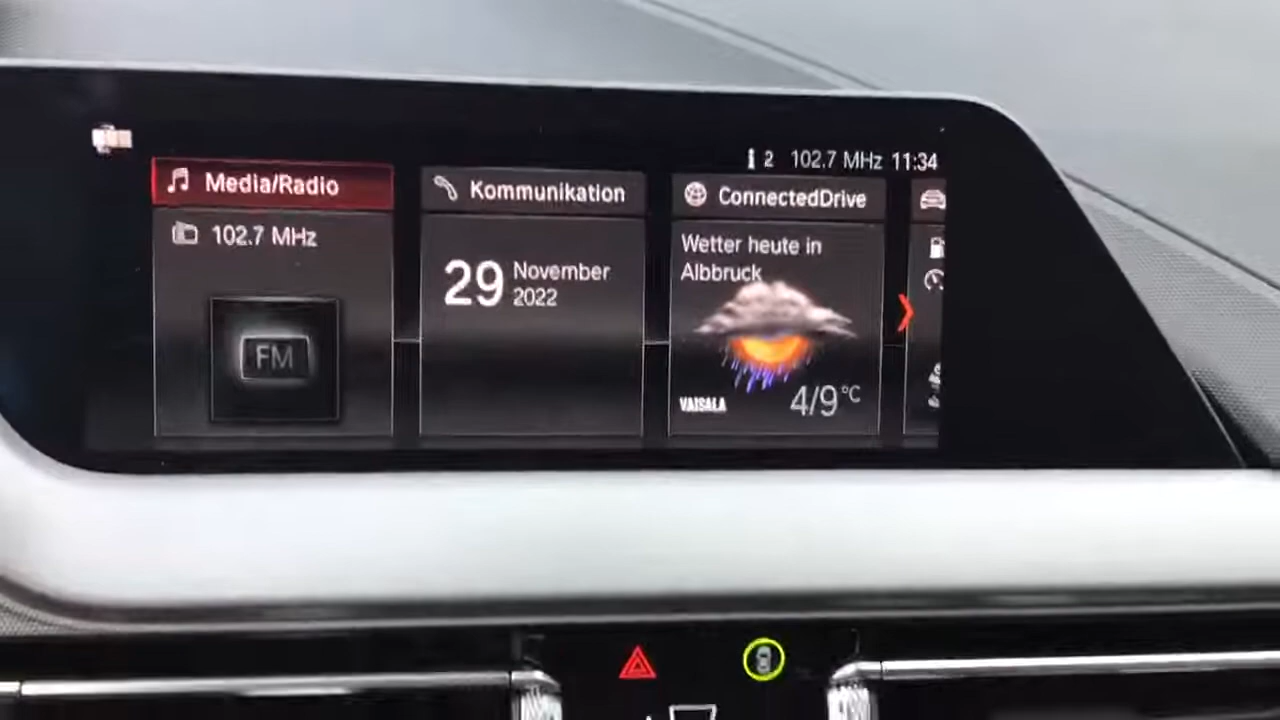 2 102.7 MHz 11:34
Media/Radio
102.7 MHz
FM
Kommunikation
29 November
2022
ConnectedDrive
Wetter heute in
Albbruck
VAISALA
4/9°C